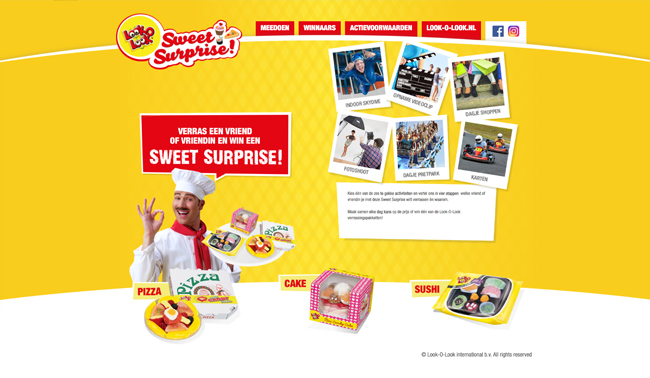 Look-O-Look
Sweet
Surprise!
MEEDOEN
WINNAARS
ACTIEVOORWAARDEN
LOOK-O-LOOK.NL
INDOOR SKYDIVE
OPNAME VIDEOCLIP
DAGJE SHOPPEN
FOTOSHOOT
DAGJE PRETPARK
KARTEN
VERRAS EEN VRIEND
OF VRIENDIN EN WIN EEN
SWEET SURPRISE!
Kies één van de zes te gekke activiteiten en vertel ons in vier stappen welke vriend of
vriendin je met deze Sweet Surprise wilt verrassen én waarom.
Maak samen elke dag kans op de prijs of win één van de Look-O-Look
verrassingspakketten!
Pizza
Pizza
PIZZA
CAKE
SUSHI
© Look-O-Look international b.v. All rights reserved